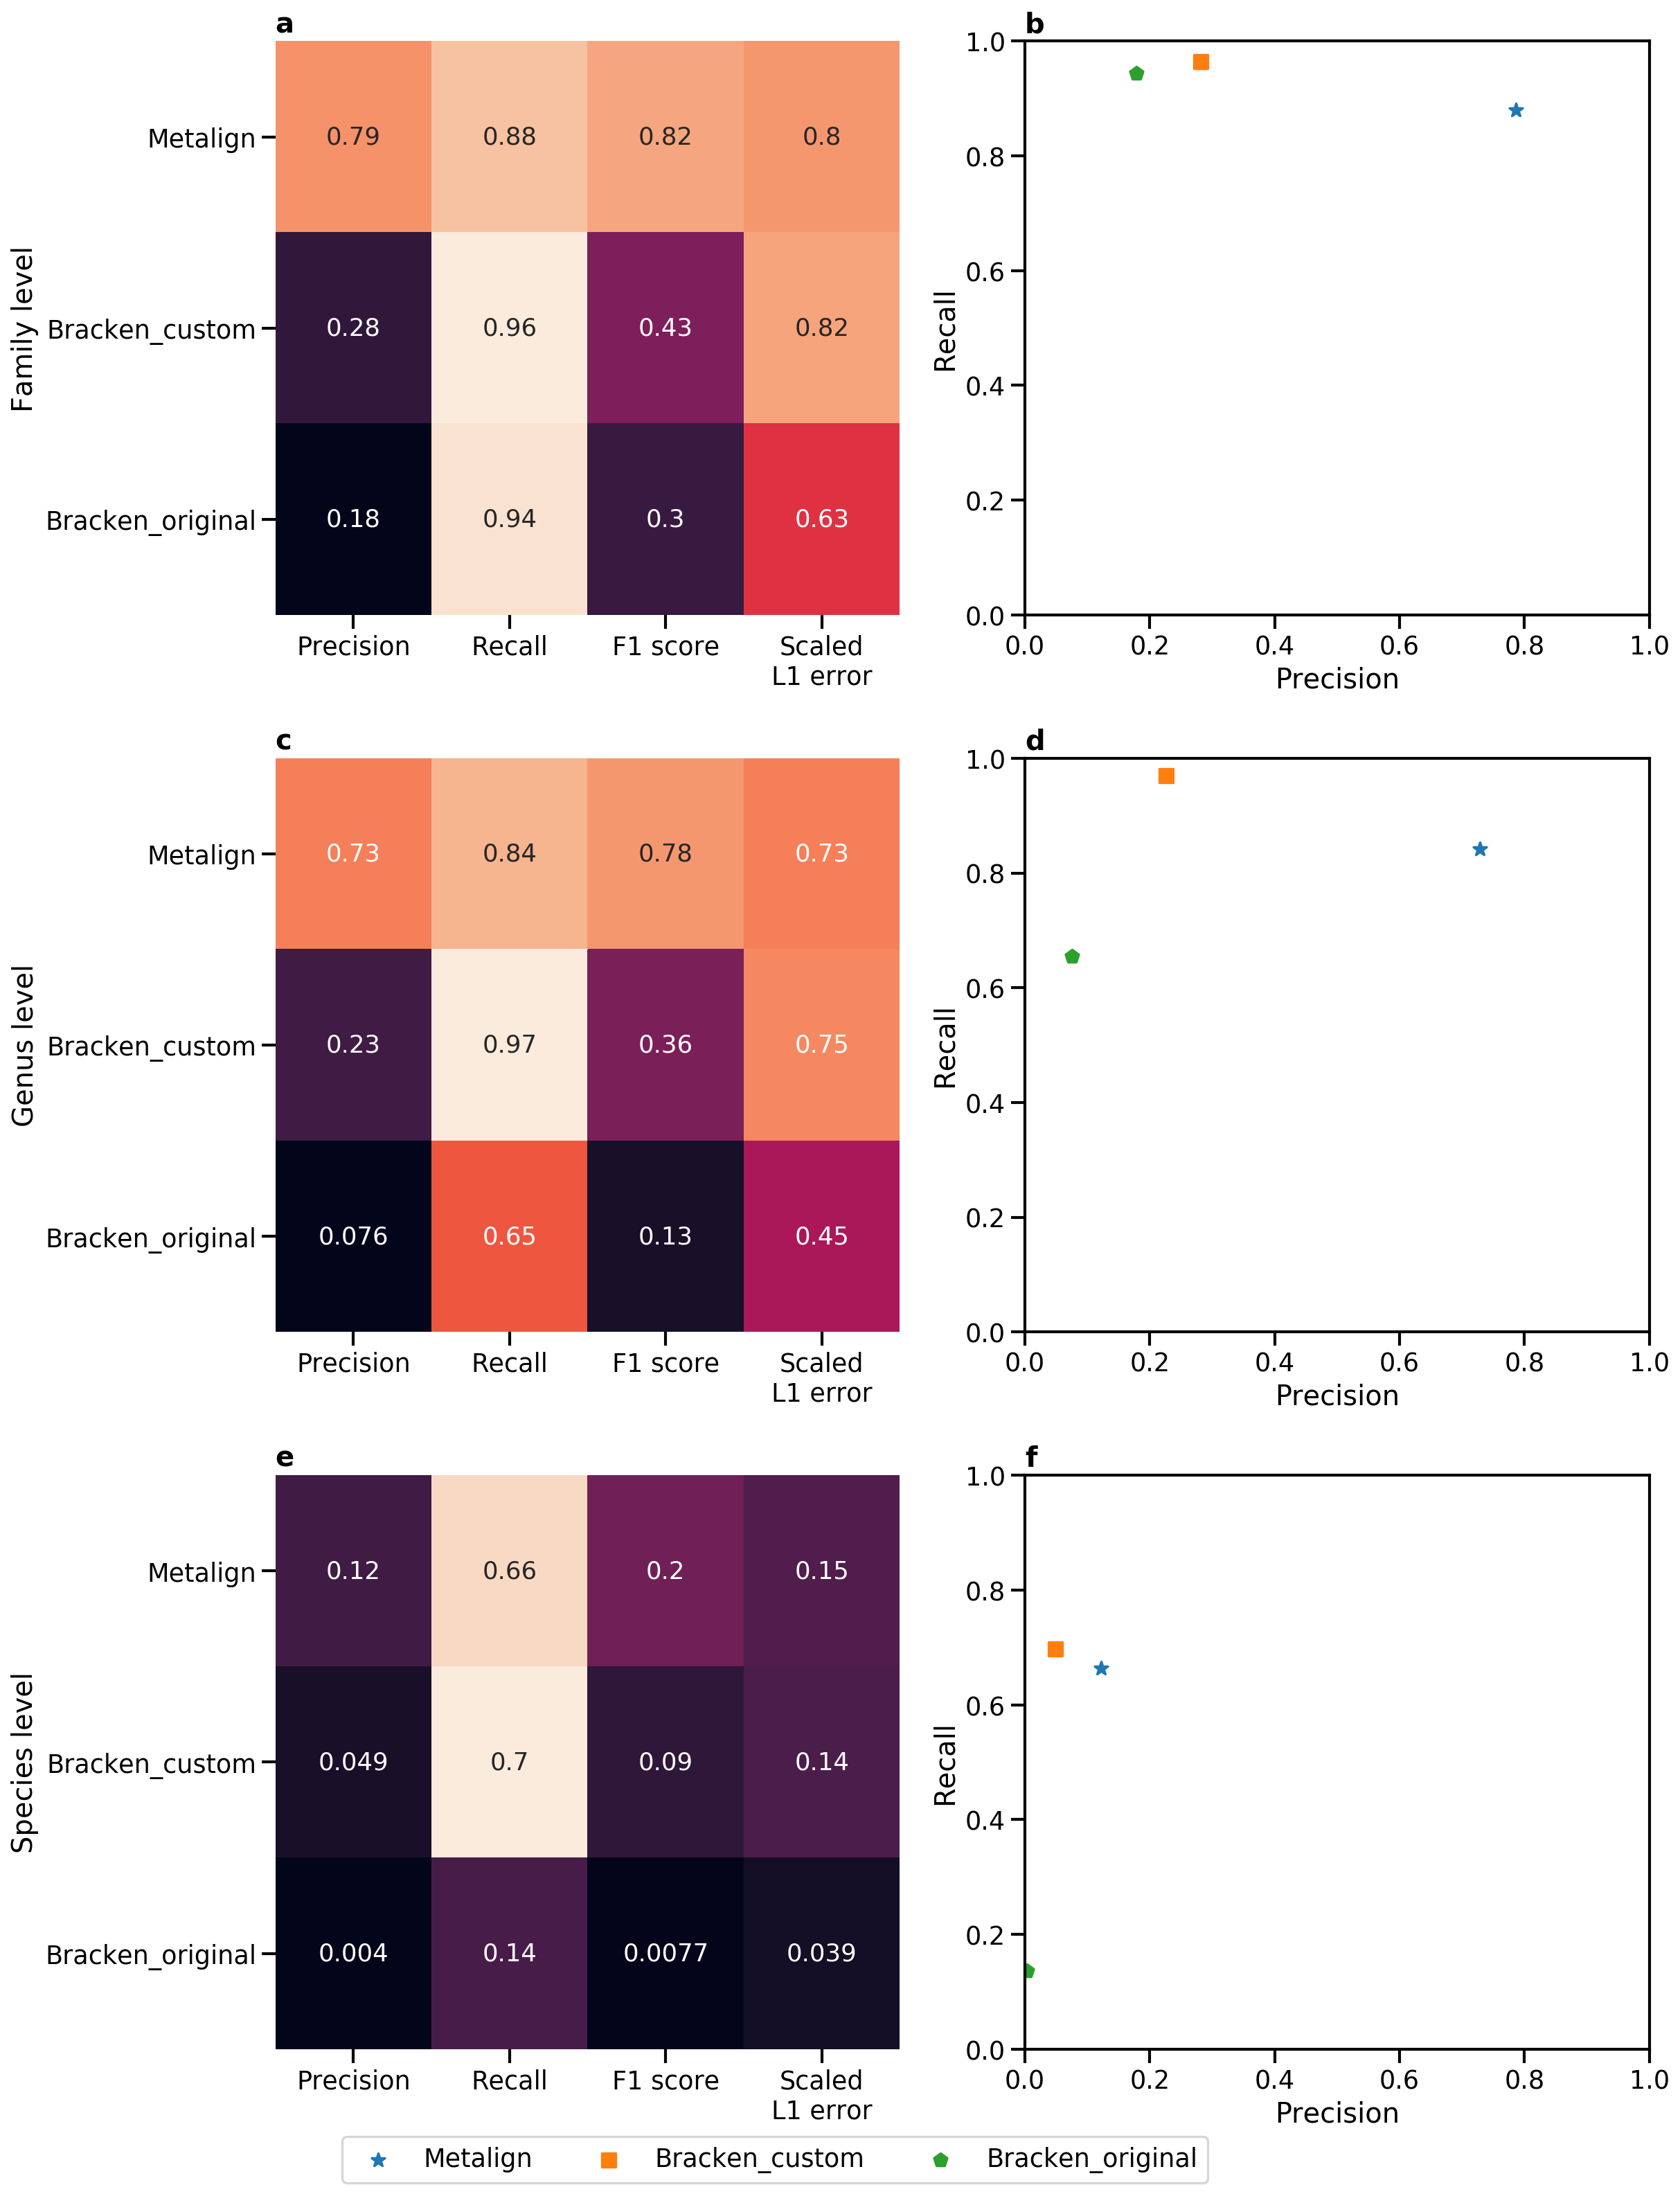 a
Family level
Metalign
0.79 0.88 0.82 0.8
Bracken_custom
0.28 0.96 0.43 0.82
Bracken_original
0.18 0.94 0.3 0.63
Precision Recall F1 score Scaled
L1 error
b
Recall
1.0
0.8
0.6
0.4
0.2
0.0
0.0 0.2 0.4 0.6 0.8 1.0
Precision
c
Genus level
Metalign
0.73 0.84 0.78 0.73
Bracken_custom
0.23 0.97 0.36 0.75
Bracken_original
0.076 0.65 0.13 0.45
Precision Recall F1 score Scaled
L1 error
d
Recall
1.0
0.8
0.6
0.4
0.2
0.0
0.0 0.2 0.4 0.6 0.8 1.0
Precision
e
Species level
Metalign
0.12 0.66 0.2 0.15
Bracken_custom
0.049 0.7 0.09 0.14
Bracken_original
0.004 0.14 0.0077 0.039
Precision Recall F1 score Scaled
L1 error
f
Recall
1.0
0.8
0.6
0.4
0.2
0.0
0.0 0.2 0.4 0.6 0.8 1.0
Precision
Metalign Bracken_custom Bracken_original